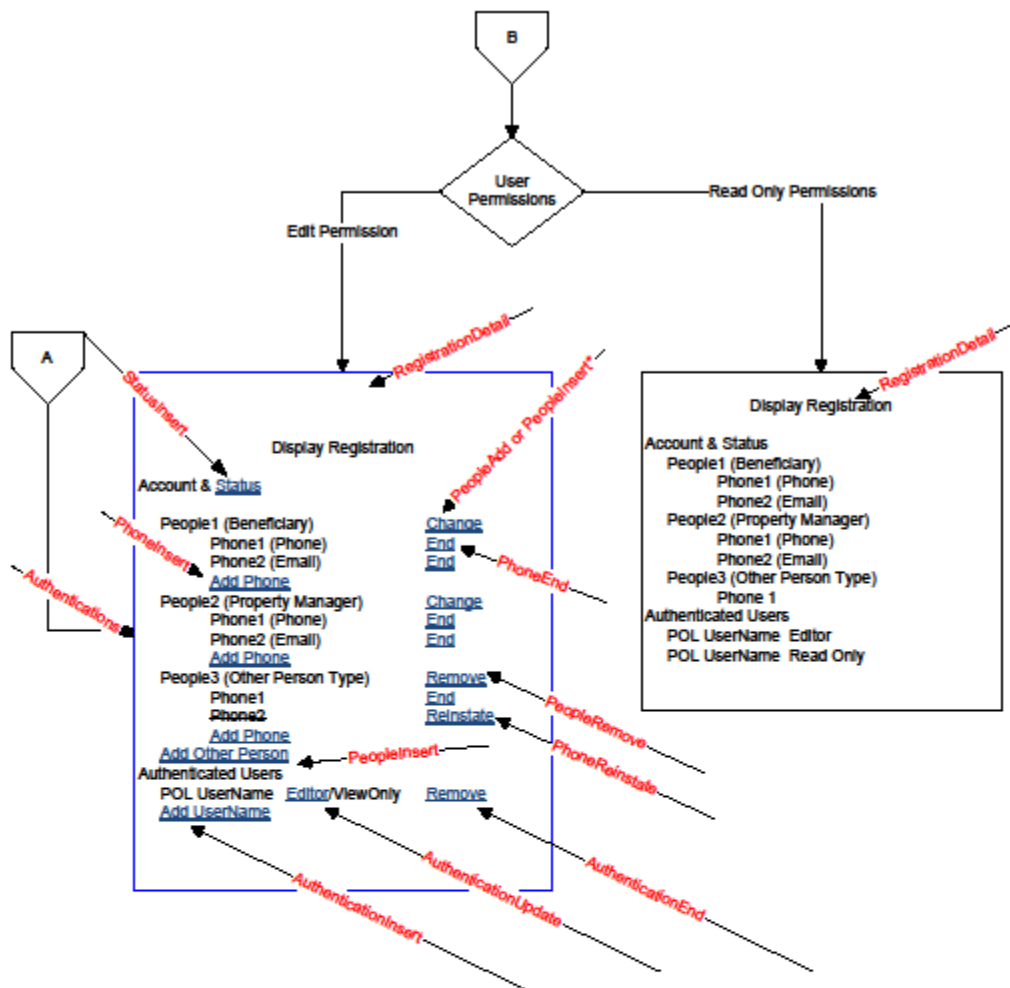 B
User
Permissions
Read Only Permissions
Edit Permission
RegistrationDetail
A
StatusInsert
PeopleAdd or PeopleInsert*
RegistrationDetail
Display Registration
Account & Status
People1 (Beneficiary) Change
Phone1 (Phone) End
Phone2 (Email) End
Add Phone
People2 (Property Manager) Change
Phone1 (Phone) End
Phone2 (Email) End
Add Phone
People3 (Other Person Type) Remove
Phone1 End
Phone2 Reinstate
Add Phone
Add Other Person
Authenticated Users
POL UserName Editor/ViewOnly Remove
Add UserName
PhoneInsert
Authentications
PhoneEnd
PeopleRemove
PhoneReinstate
PeopleInsert
AuthenticationInsert
AuthenticationUpdate
AuthenticationEnd
Display Registration
Account & Status
People1 (Beneficiary)
Phone1 (Phone)
Phone2 (Email)
People2 (Property Manager)
Phone1 (Phone)
Phone2 (Email)
People3 (Other Person Type)
Phone 1
Authenticated Users
POL UserName Editor
POL UserName Read Only